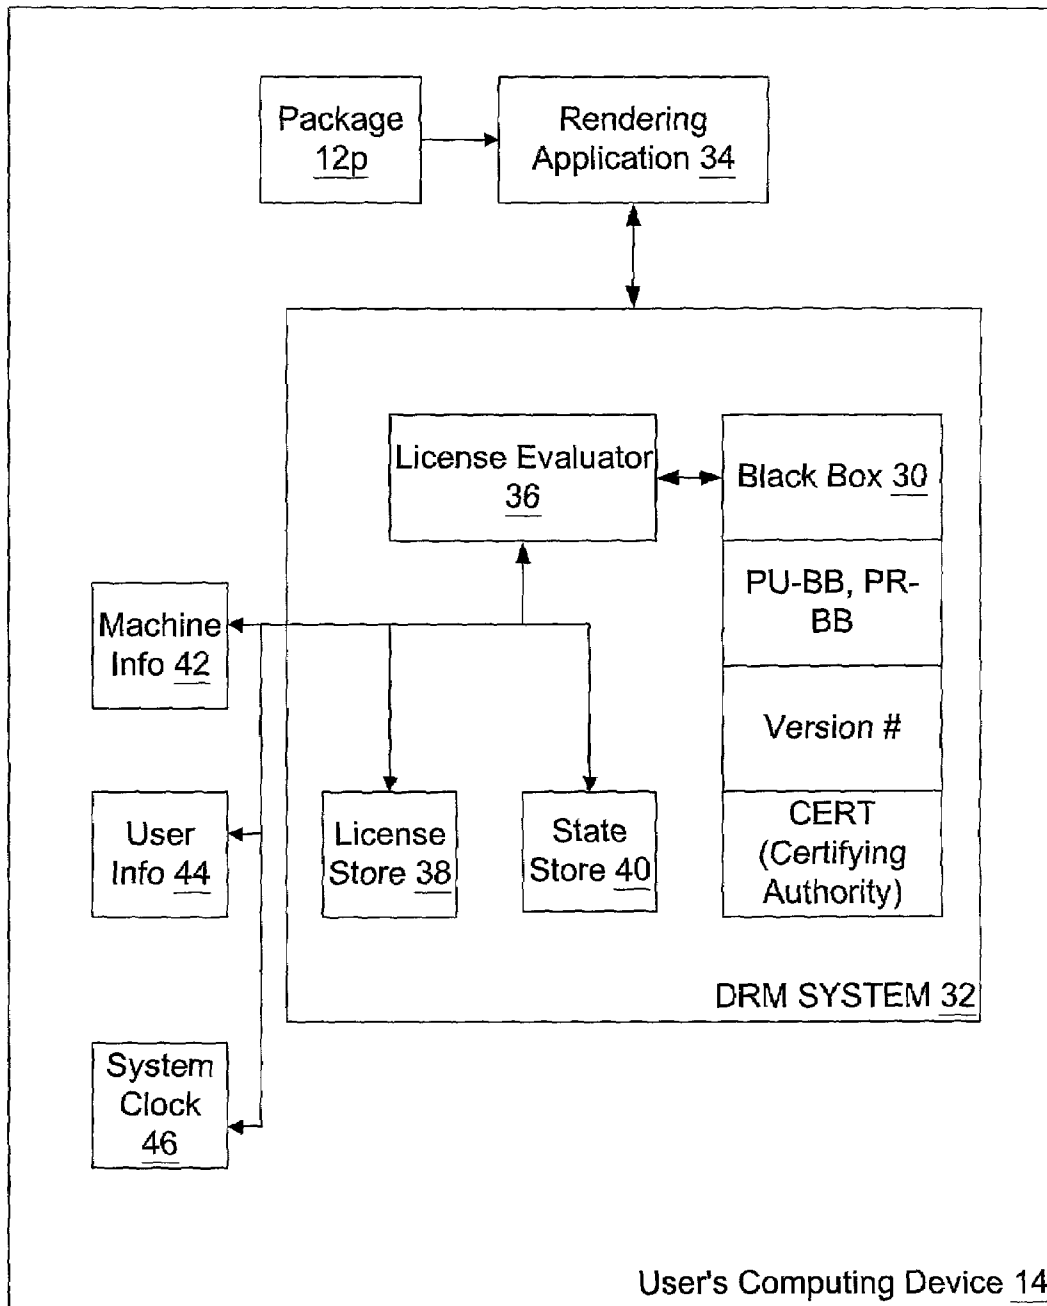 Package
12p
Rendering
Application 34
License Evaluator
36
Black Box 30
PU-BB, PR-
BB
Machine
Info 42
Version #
User
Info 44
License
Store 38
State
Store 40
CERT
(Certifying
Authority)
DRM SYSTEM 32
System
Clock
46
User's Computing Device 14